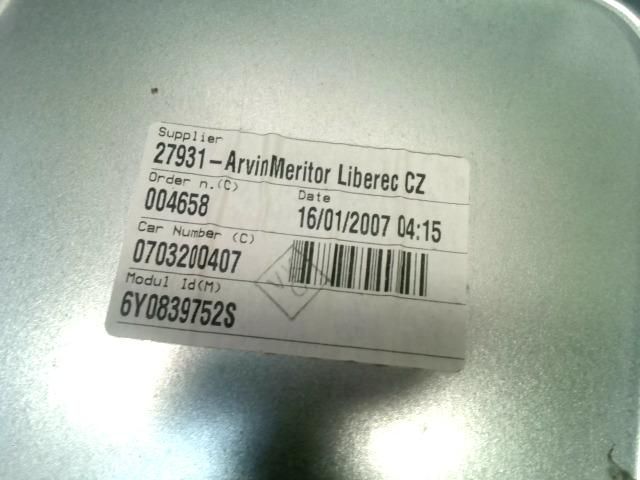 Supplier
27931-ArvinMeritor Liberec CZ
Order n.(C)
Date
004658
16/01/2007 04:15
Car Number (C)
0703200407
Modul Id(M)
6Y0839752S